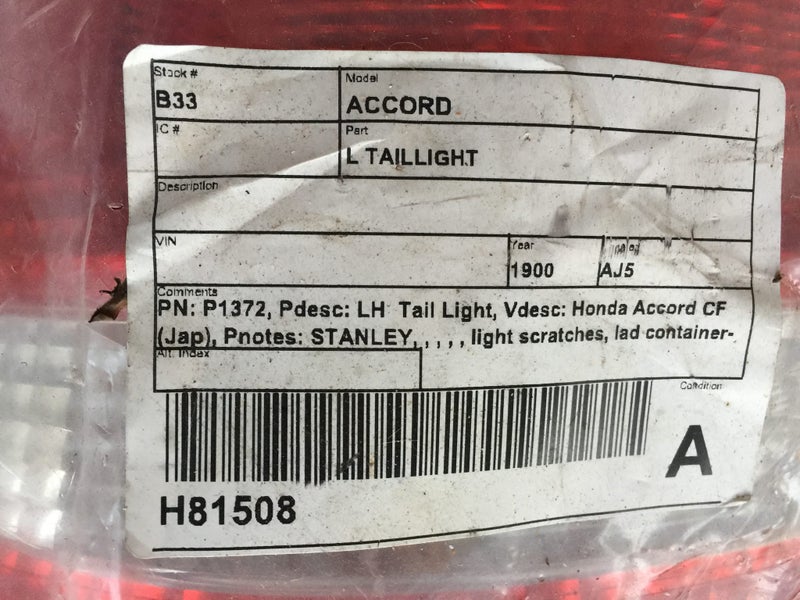 Stock #
B33
Model
ACCORD
IC #
Part
L TAILLIGHT
Description
VIN
Year
1900
AJ5
Comments
PN: P1372, Pdesc: LH Tail Light, Vdesc: Honda Accord CF
(Jap), Pnotes: STANLEY, , , , , light scratches, lad container-
Alt. Index
Condition
A
H81508